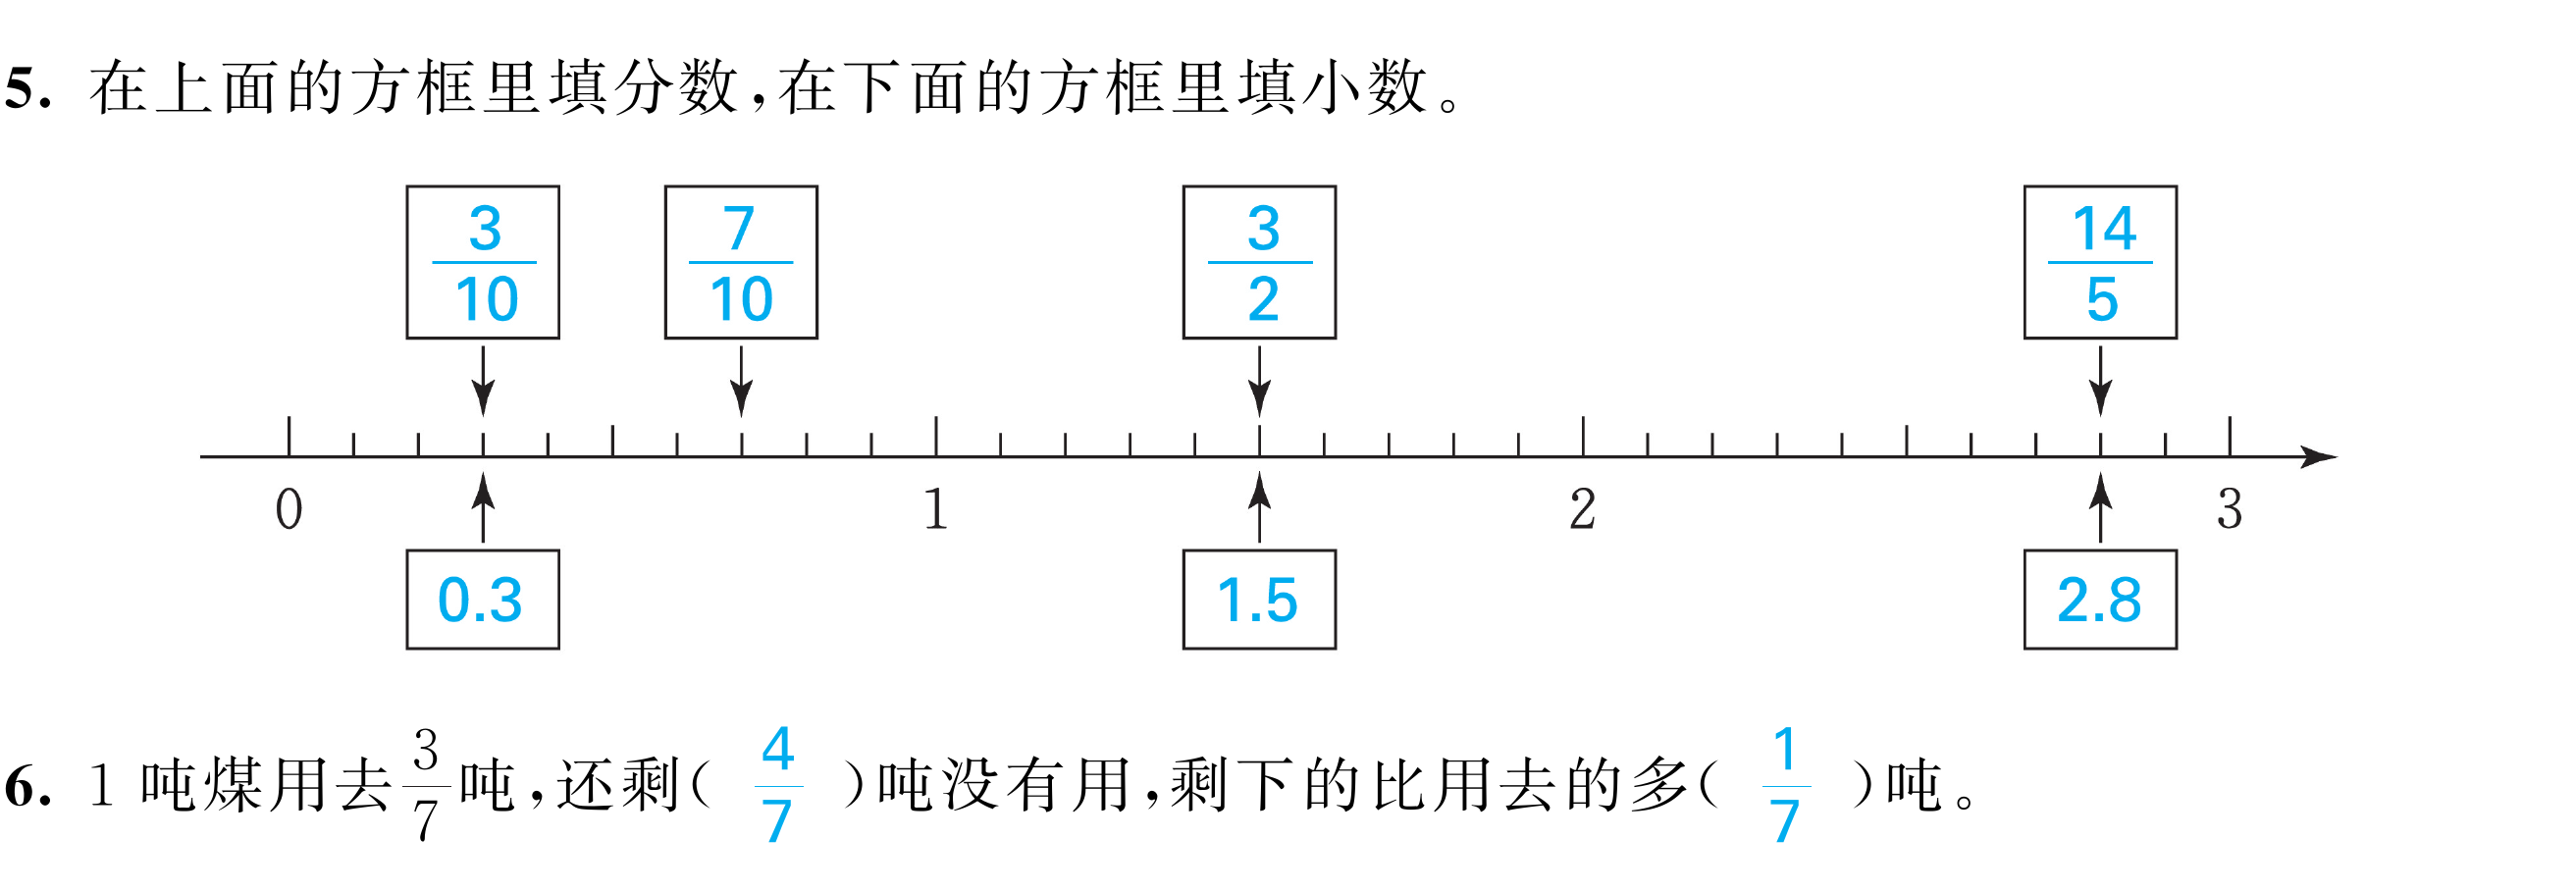 5. 在上面的方框里填分数,在下面的方框里填小数。
3/10 7/10 3/2 14/5
0 1 2 3
0.3 1.5 2.8
6. 1 吨煤用去3/7吨,还剩( 4/7 )吨没有用,剩下的比用去的多( 1/7 )吨。